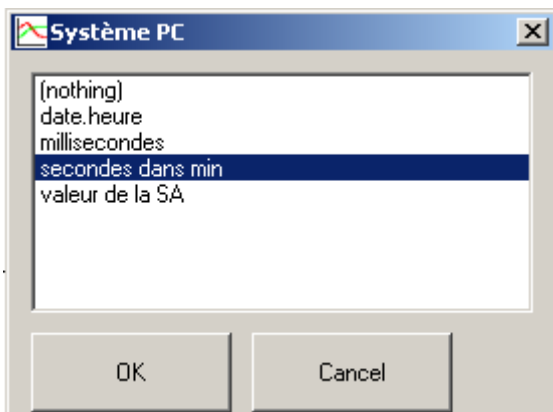 Système PC
(nothing)
date.heure
millisecondes
secondes dans min
valeur de la SA
OK
Cancel